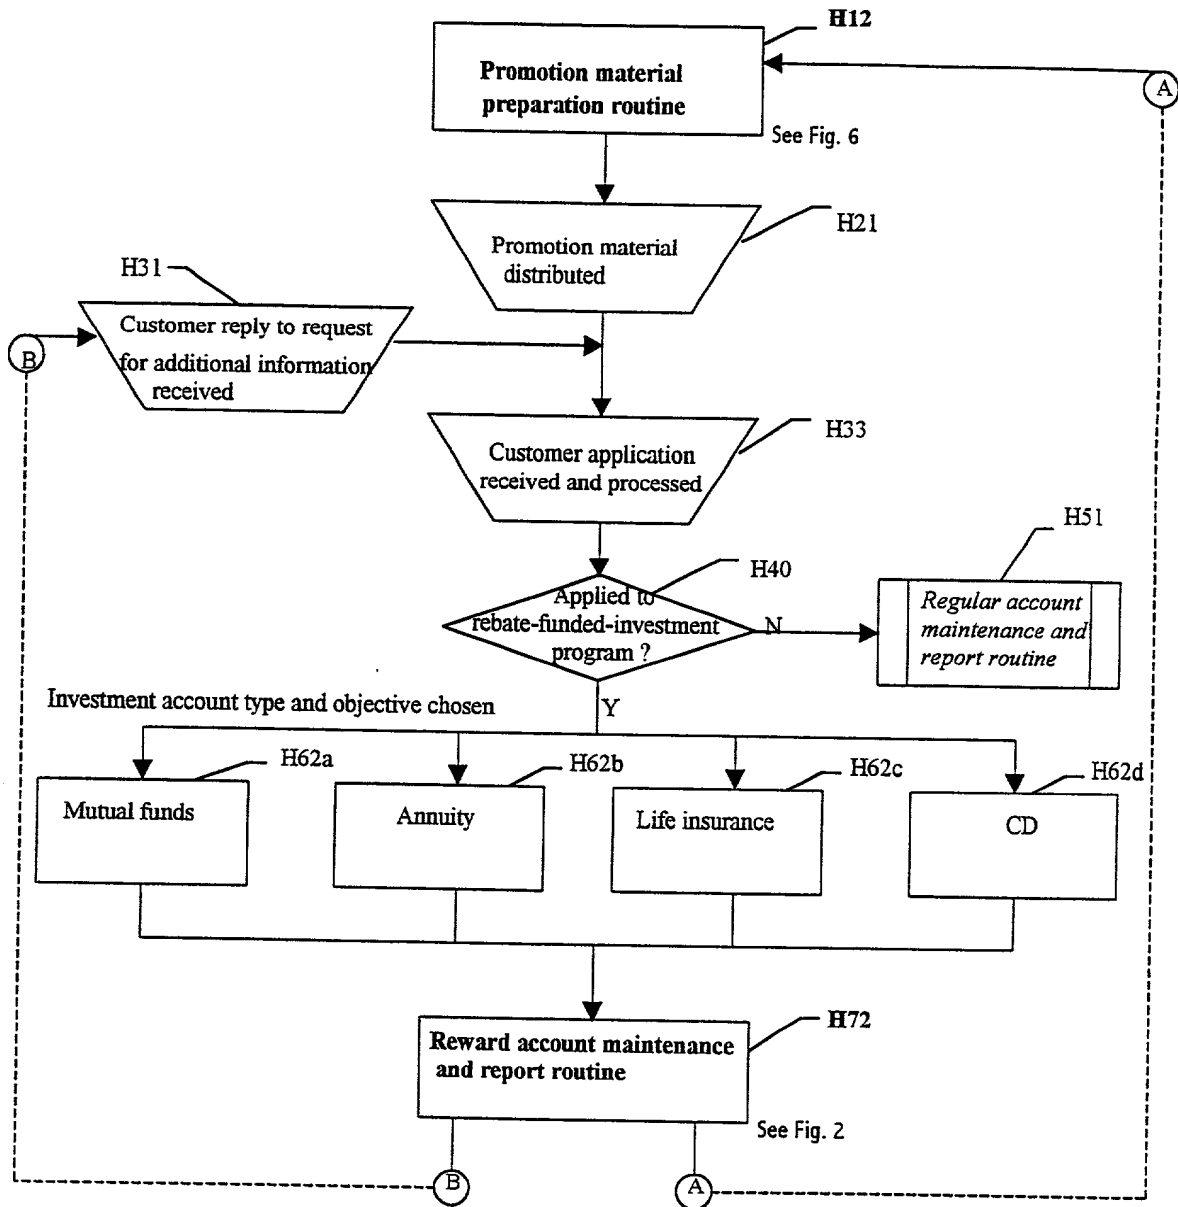 H12
Promotion material
preparation routine
A
See Fig. 6
H21
Promotion material
distributed
H31
Customer reply to request
for additional information
received
B
H33
Customer application
received and processed
H40
Applied to
rebate-funded-investment
program ?
N
H51
Regular account
maintenance and
report routine
Y
Investment account type and objective chosen
H62a
Mutual funds
H62b
Annuity
H62c
Life insurance
H62d
CD
H72
Reward account maintenance
and report routine
See Fig. 2
B
A